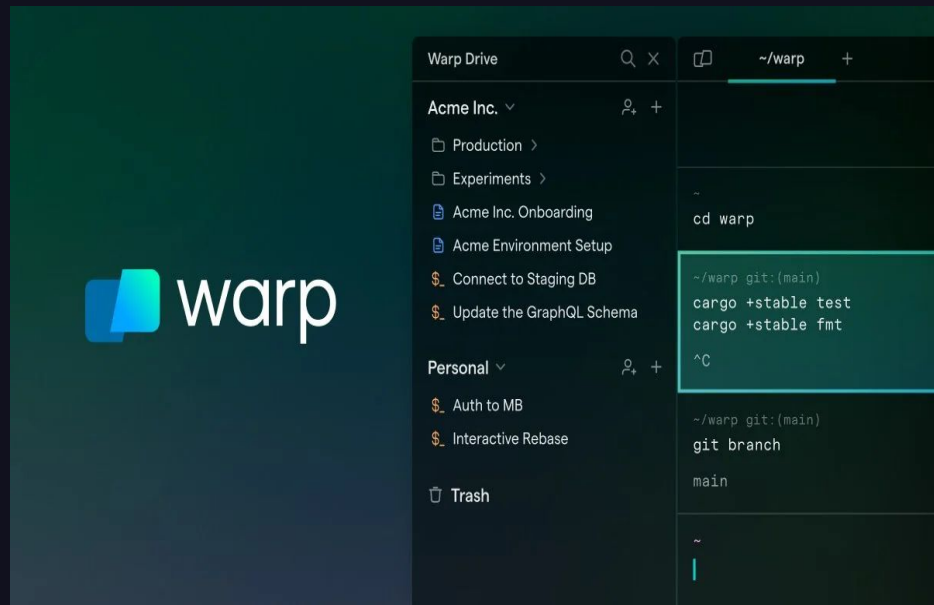 warp
Warp Drive
Acme Inc.
Production
Experiments
Acme Inc. Onboarding
Acme Environment Setup
$_ Connect to Staging DB
$_ Update the GraphQL Schema
Personal
$_ Auth to MB
$_ Interactive Rebase
Trash
~/warp
~
cd warp
~/warp git:(main)
cargo +stable test
cargo +stable fmt
^C
~/warp git:(main)
git branch
main
~